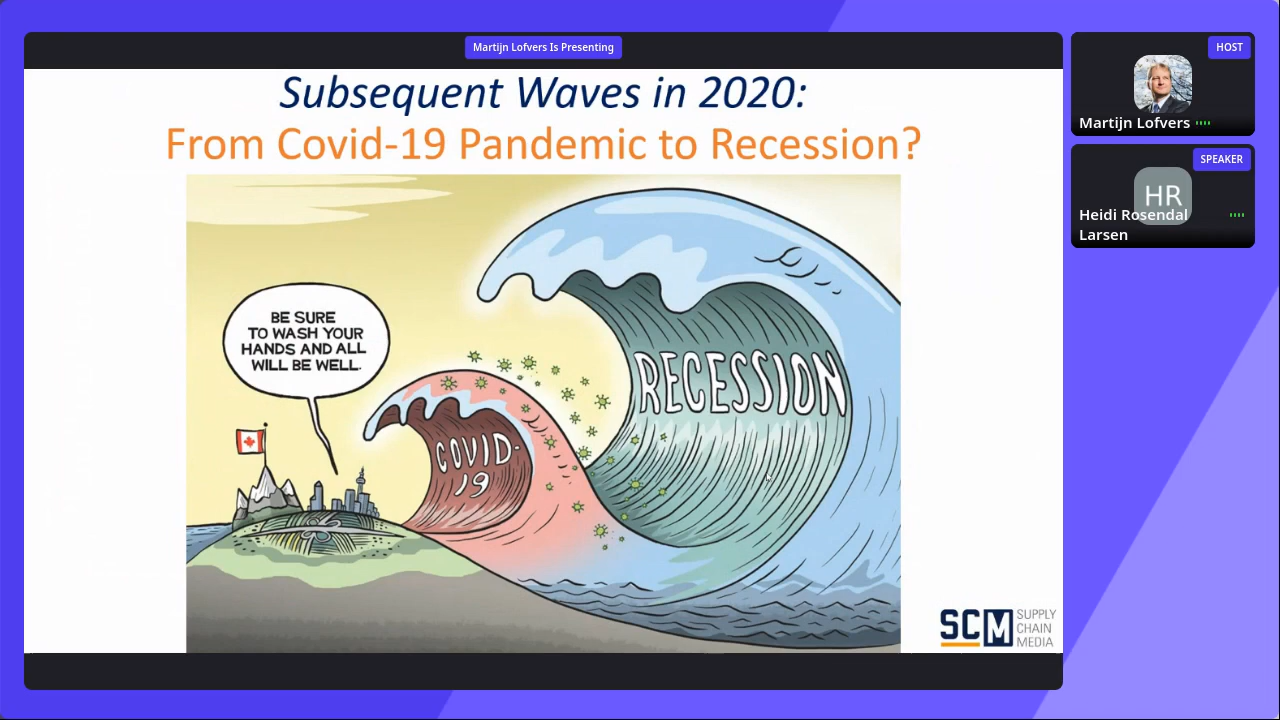 Martijn Lofvers Is Presenting
Subsequent Waves in 2020:
From Covid-19 Pandemic to Recession?
BE SURE
TO WASH YOUR
HANDS AND ALL
WILL BE WELL.
COVID-
19
RECESSION
SCM
SUPPLY
CHAIN
MEDIA
HOST
Martijn Lofvers
SPEAKER
HR
Heidi Rosendal
Larsen